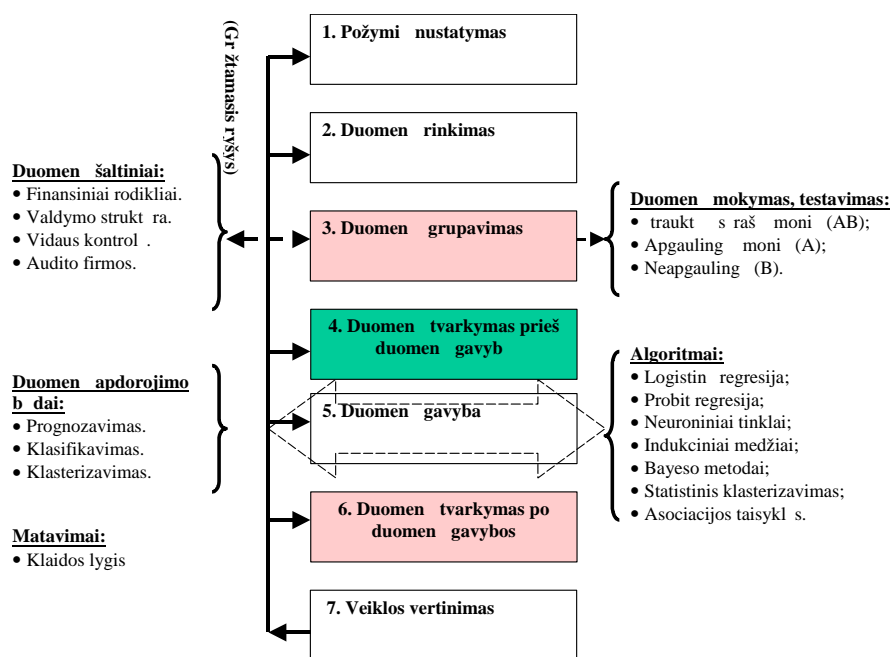 (Gr žtamasis ryšys)
1. Požymi nustatymas
2. Duomen rinkimas
3. Duomen grupavimas
4. Duomen tvarkymas prieš
duomen gavyb
5. Duomen gavyba
6. Duomen tvarkymas po
duomen gavybos
7. Veiklos vertinimas
Duomen šaltiniai:
• Finansiniai rodikliai.
• Valdymo strukt ra.
• Vidaus kontrol .
• Audito firmos.
Duomen apdorojimo
b dai:
• Prognozavimas.
• Klasifikavimas.
• Klasterizavimas.
Matavimai:
• Klaidos lygis
Duomen mokymas, testavimas:
• traukt s raš moni (AB);
• Apgauling moni (A);
• Neapgauling (B).
Algoritmai:
• Logistin regresija;
• Probit regresija;
• Neuroniniai tinklai;
• Indukciniai medžiai;
• Bayeso metodai;
• Statistinis klasterizavimas;
• Asociacijos taisykl s.